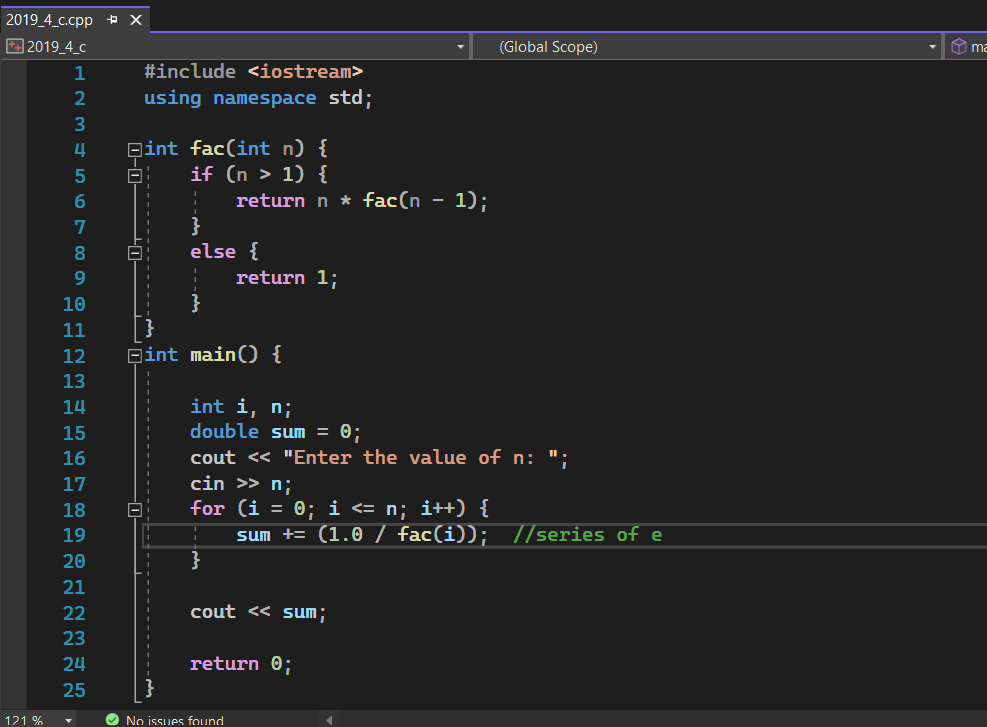 2019_4_c.cpp
2019_4_c
(Global Scope)
ma
1 #include <iostream>
2 using namespace std;
3
4 int fac(int n) {
5 if (n > 1) {
6 return n * fac(n - 1);
7 }
8 else {
9 return 1;
10 }
11 }
12 int main() {
13
14 int i, n;
15 double sum = 0;
16 cout << "Enter the value of n: ";
17 cin >> n;
18 for (i = 0; i <= n; i++) {
19 sum += (1.0 / fac(i)); //series of e
20 }
21
22 cout << sum;
23
24 return 0;
25 }
121 %
No issues found